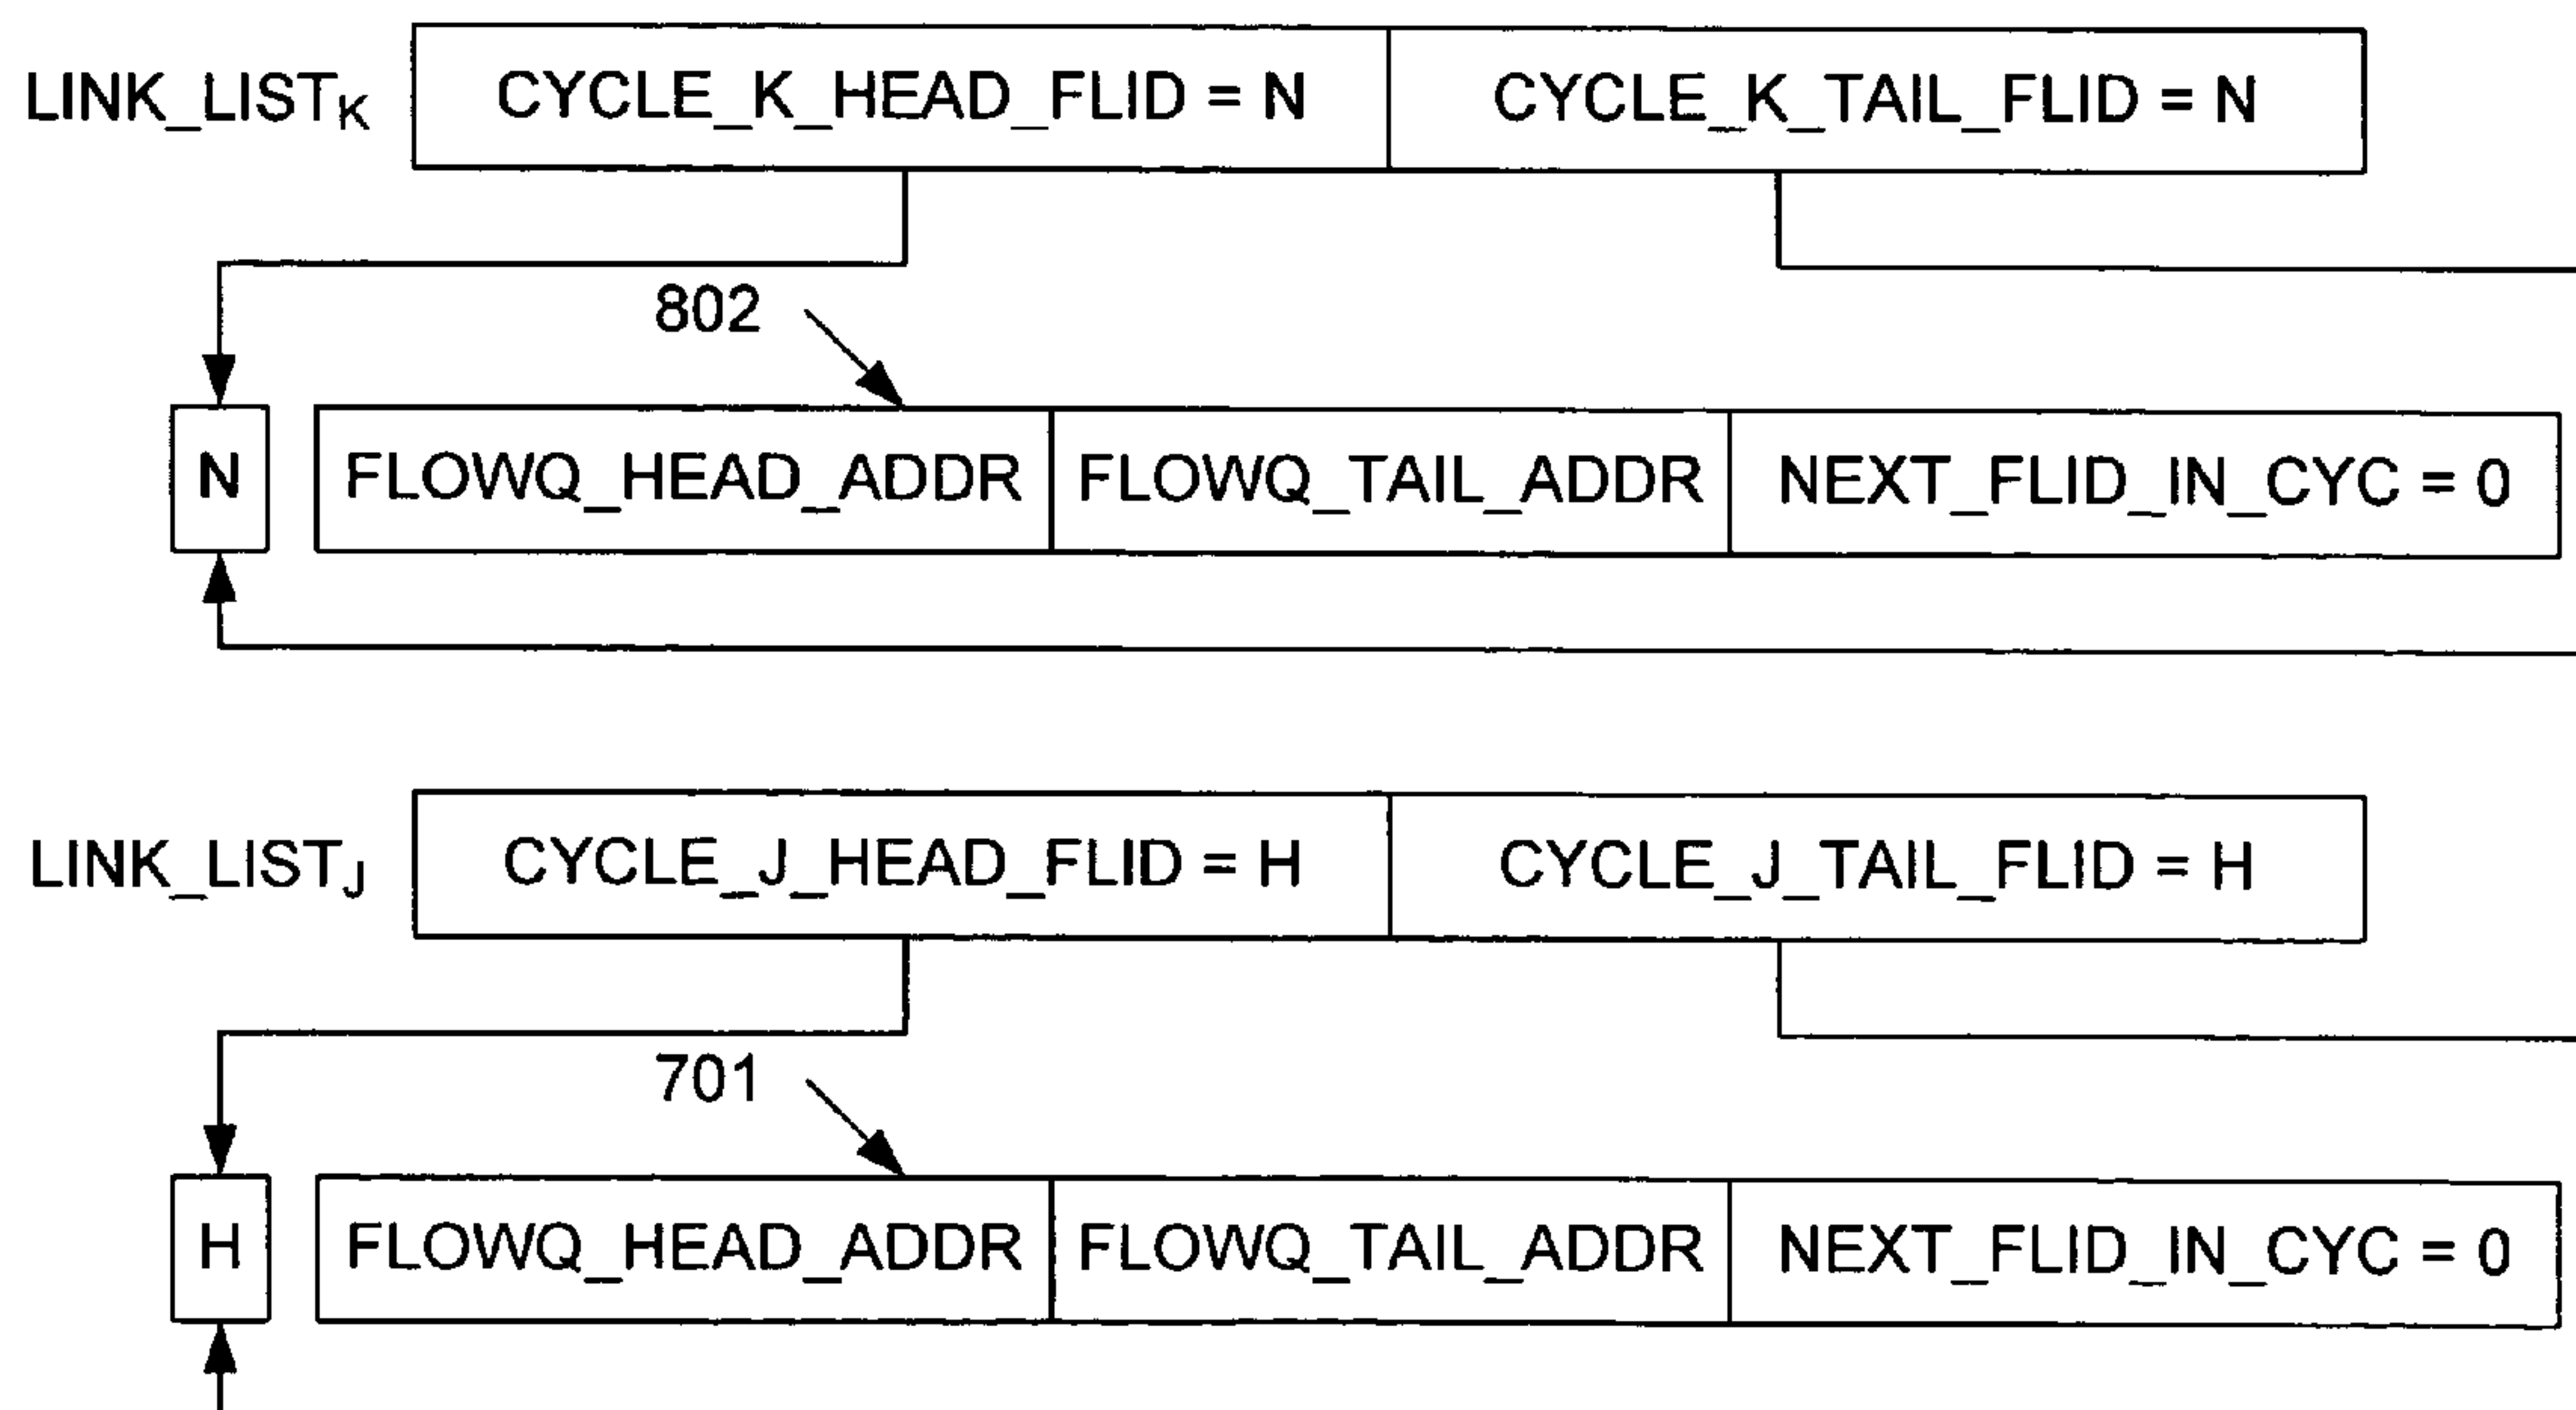 LINK_LISTK CYCLE_K_HEAD_FLID = N CYCLE_K_TAIL_FLID = N
802
N FLOWQ_HEAD_ADDR FLOWQ_TAIL_ADDR NEXT_FLID_IN_CYC = 0
LINK_LISTJ CYCLE_J_HEAD_FLID = H CYCLE_J_TAIL_FLID = H
701
H FLOWQ_HEAD_ADDR FLOWQ_TAIL_ADDR NEXT_FLID_IN_CYC = 0